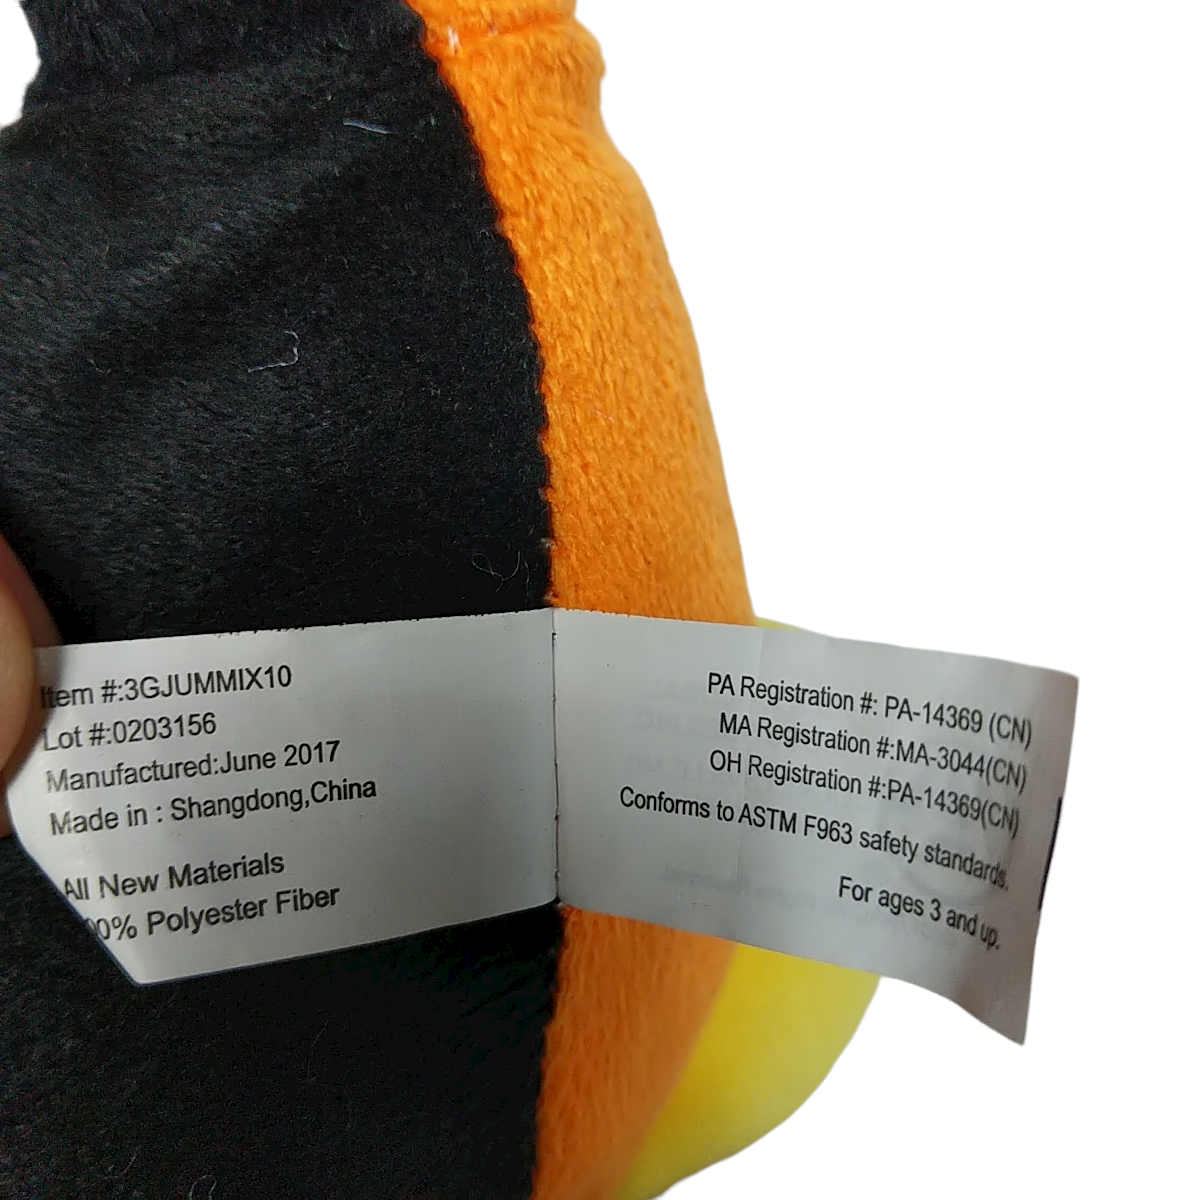 Item #:3GJUMMIX10
Lot #:0203156
Manufactured:June 2017
Made in : Shangdong,China
All New Materials
00% Polyester Fiber
PA Registration #: PA-14369 (CN)
MA Registration #:MA-3044(CN)
OH Registration #:PA-14369(CN)
Conforms to ASTM F963 safety standards.
For ages 3 and up.